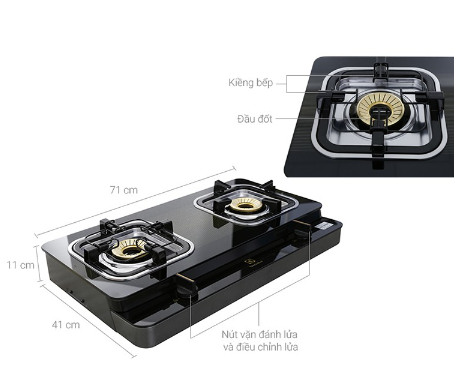 Kiềng bếp
Đầu đốt
71 cm
11 cm
41 cm
Nút vặn đánh lửa
và điều chỉnh lửa